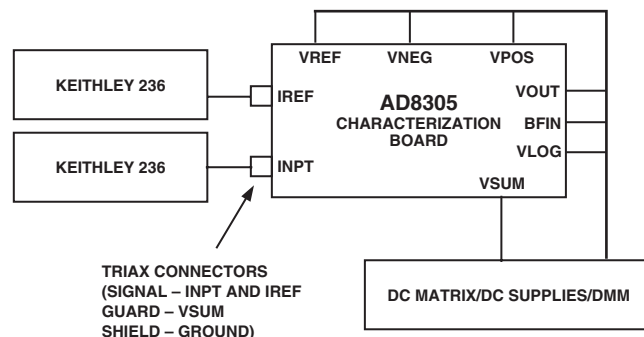 VREF VNEG VPOS
KEITHLEY 236
IREF
AD8305
CHARACTERIZATION
BOARD
VOUT
BFIN
VLOG
KEITHLEY 236
INPT
VSUM
TRIAX CONNECTORS
(SIGNAL – INPT AND IREF
GUARD – VSUM
SHIELD – GROUND)
DC MATRIX/DC SUPPLIES/DMM